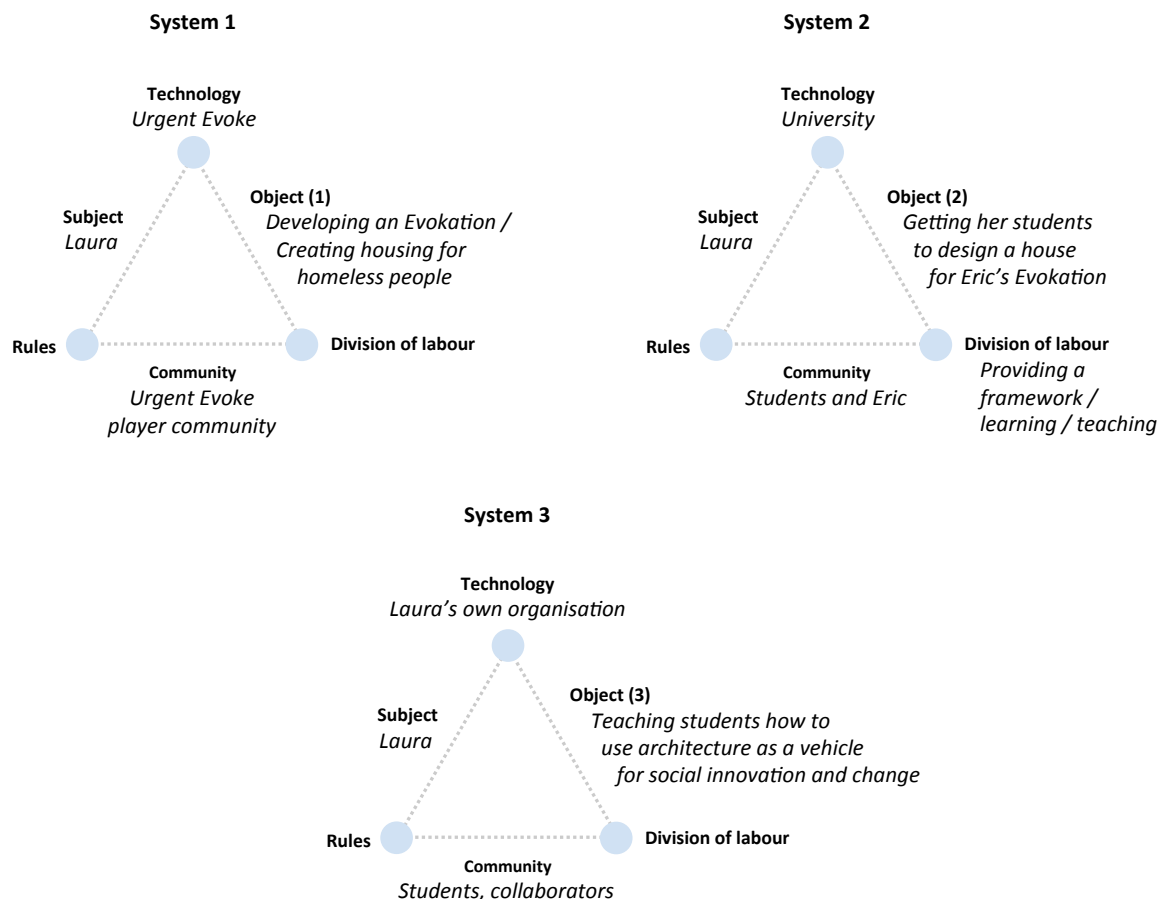 System 1
Technology
Urgent Evoke
Subject
Laura
Object (1)
Developing an Evokation /
Creating housing for
homeless people
Rules
Division of labour
Community
Urgent Evoke
player community
System 2
Technology
University
Subject
Laura
Object (2)
Getting her students
to design a house
for Eric's Evokation
Rules
Division of labour
Providing a
framework /
learning / teaching
Community
Students and Eric
System 3
Technology
Laura's own organisation
Subject
Laura
Object (3)
Teaching students how to
use architecture as a vehicle
for social innovation and change
Rules
Division of labour
Community
Students, collaborators